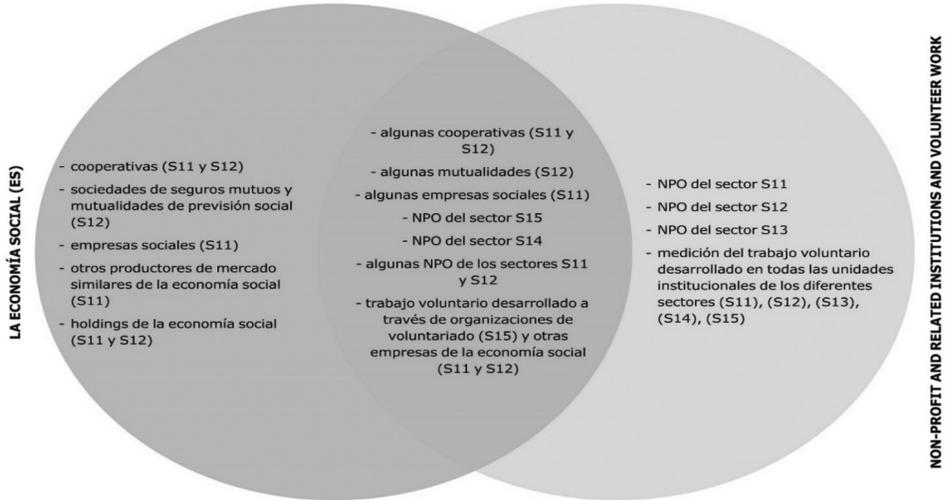 LA ECONOMÍA SOCIAL (ES)
- cooperativas (S11 y S12)
- sociedades de seguros mutuos y
mutualidades de previsión social
(S12)
- empresas sociales (S11)
- otros productores de mercado
similares de la economía social
(S11)
- holdings de la economía social
(S11 y S12)
- algunas cooperativas (S11 y
S12)
- algunas mutualidades (S12)
- algunas empresas sociales (S11)
- NPO del sector S15
- NPO del sector S14
- algunas NPO de los sectores S11
y S12
- trabajo voluntario desarrollado a
través de organizaciones de
voluntariado (S15) y otras
empresas de la economía social
(S11 y S12)
- NPO del sector S11
- NPO del sector S12
- NPO del sector S13
- medición del trabajo voluntario
desarrollado en todas las unidades
institucionales de los diferentes
sectores (S11), (S12), (S13),
(S14), (S15)
NON-PROFIT AND RELATED INSTITUTIONS AND VOLUNTEER WORK